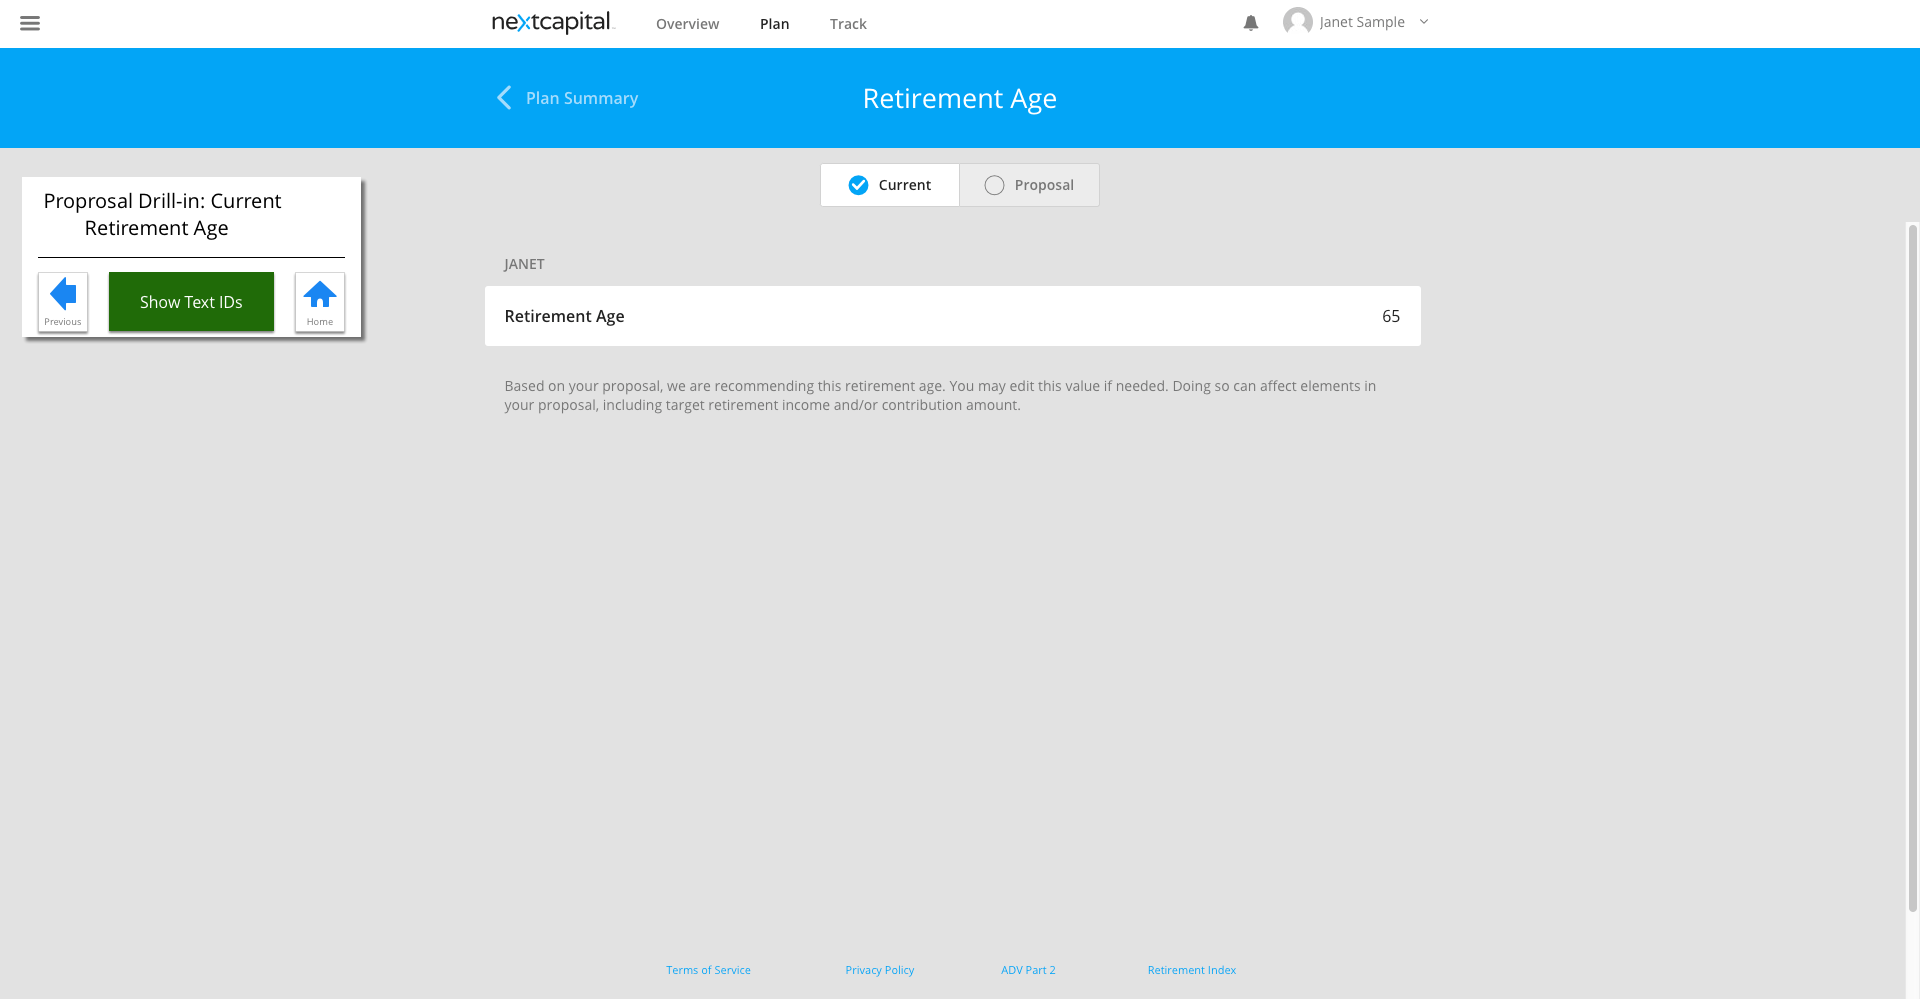 nextcapital
Overview
Plan
Track
Janet Sample
Plan Summary
Retirement Age
Current
Proposal
Proprosal Drill-in: Current
Retirement Age
Previous
Show Text IDs
Home
JANET
Retirement Age
65
Based on your proposal, we are recommending this retirement age. You may edit this value if needed. Doing so can affect elements in
your proposal, including target retirement income and/or contribution amount.
Terms of Service
Privacy Policy
ADV Part 2
Retirement Index